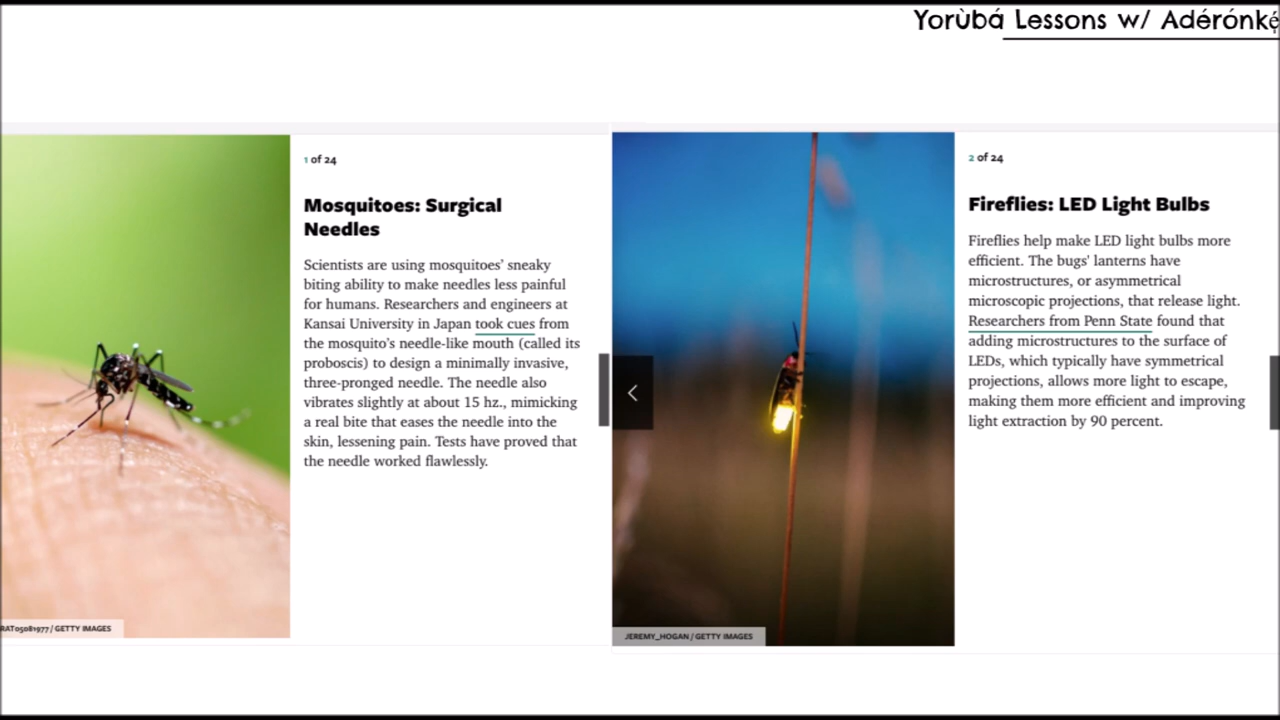 Yorùbá Lessons w/ Adérónkẹ́
1 of 24
Mosquitoes: Surgical
Needles
Scientists are using mosquitoes' sneaky
biting ability to make needles less painful
for humans. Researchers and engineers at
Kansai University in Japan took cues from
the mosquito's needle-like mouth (called its
proboscis) to design a minimally invasive,
three-pronged needle. The needle also
vibrates slightly at about 15 hz., mimicking
a real bite that eases the needle into the
skin, lessening pain. Tests have proved that
the needle worked flawlessly.
RAT05081977 / GETTY IMAGES
2 of 24
Fireflies: LED Light Bulbs
Fireflies help make LED light bulbs more
efficient. The bugs' lanterns have
microstructures, or asymmetrical
microscopic projections, that release light.
Researchers from Penn State found that
adding microstructures to the surface of
LEDs, which typically have symmetrical
projections, allows more light to escape,
making them more efficient and improving
light extraction by 90 percent.
JEREMY_HOGAN / GETTY IMAGES